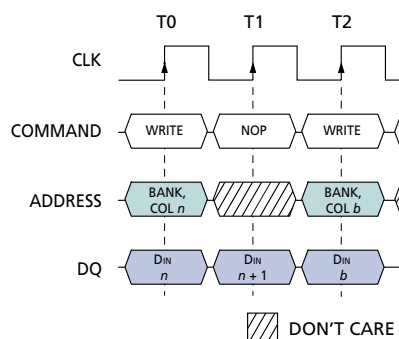 T0 T1 T2
CLK
COMMAND WRITE NOP WRITE
BANK, BANK,
ADDRESS
COL n COL b
DIN DIN DIN
DQ
n n + 1 b
DON'T CARE